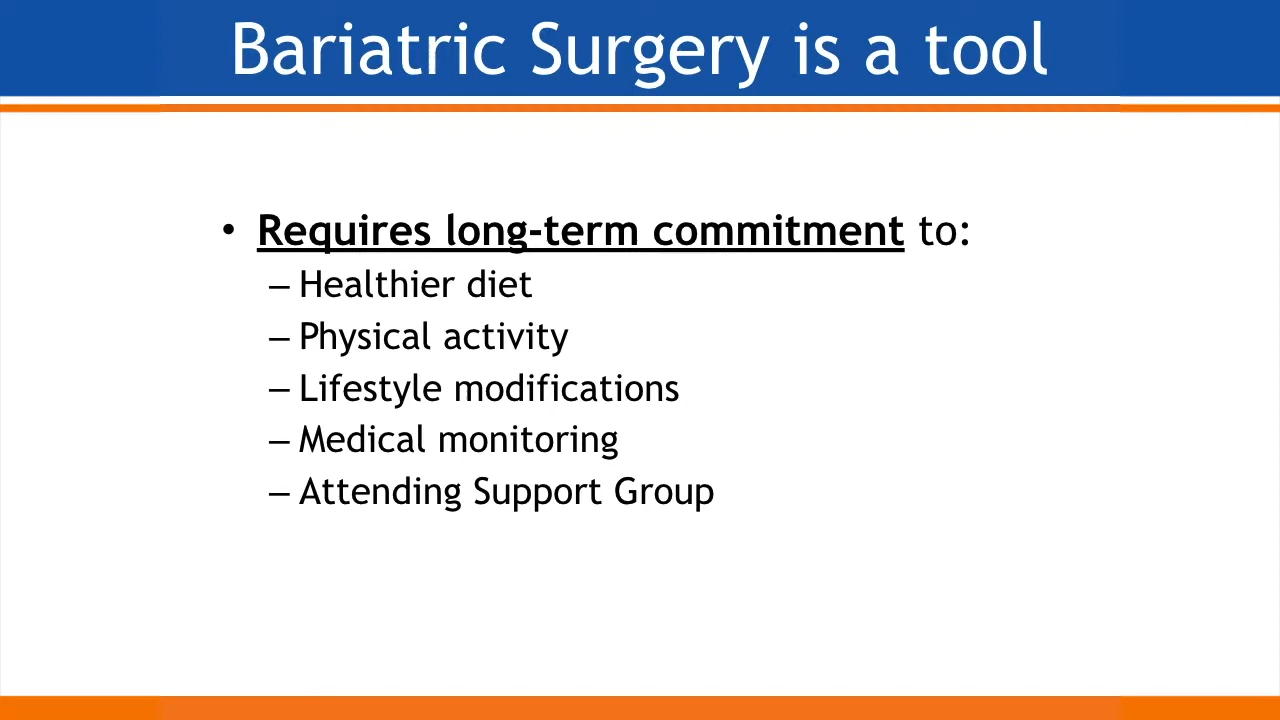 Bariatric Surgery is a tool
• Requires long-term commitment to:
– Healthier diet
– Physical activity
– Lifestyle modifications
– Medical monitoring
– Attending Support Group